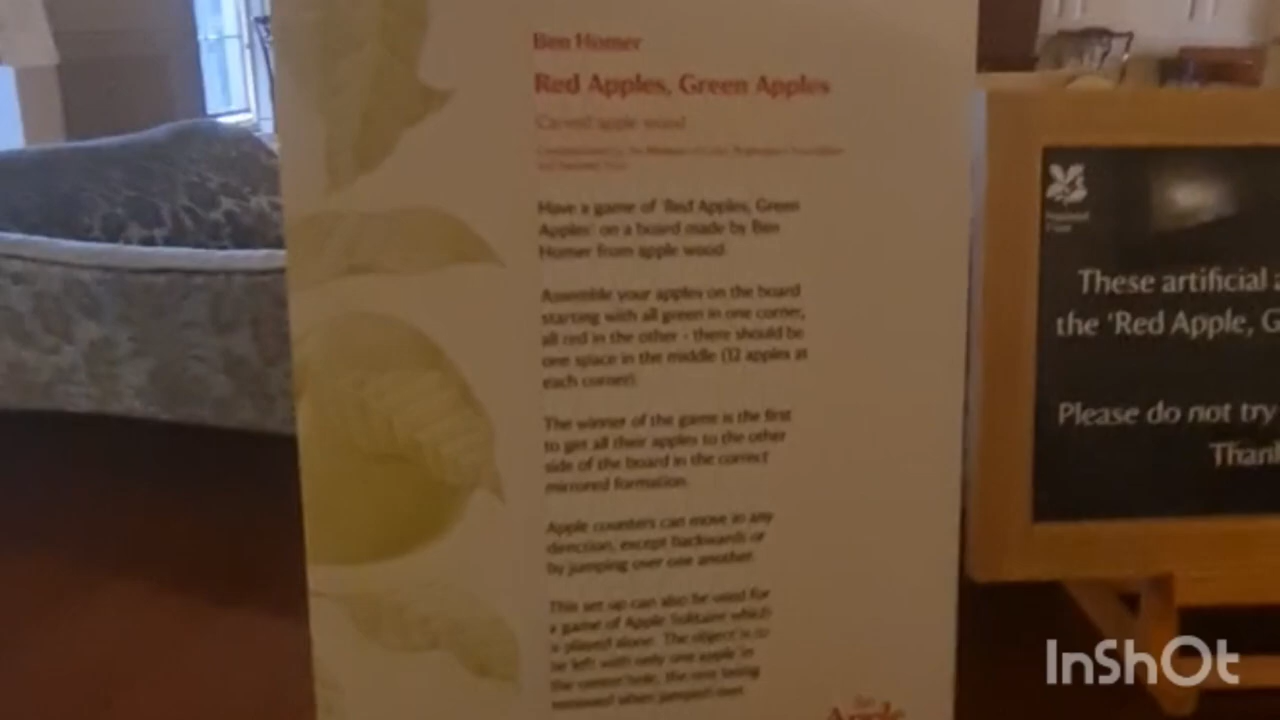 Ben Homer
Red Apples, Green Apples
Carved apple wood
Have a game of 'Red Apples, Green
Apples' on a board made by Ben
Homer from apple wood.
Assemble your apples on the board
starting with all green in one corner,
all red in the other - there should be
one space in the middle (12 apples at
each corner).
The winner of the game is the first
to get all their apples to the other
side of the board in the correct
mirrored formation.
Apple counters can move in any
direction, except backwards or
by jumping over one another.
This set up can also be used for
a game of Apple Solitaire which
is played alone. The object is to
be left with only one apple in
the centre hole, the one being
removed when jumped over.
the
Apple
National
Trust
These artificial
the 'Red Apple, G
Please do not try
Thank
InShOt